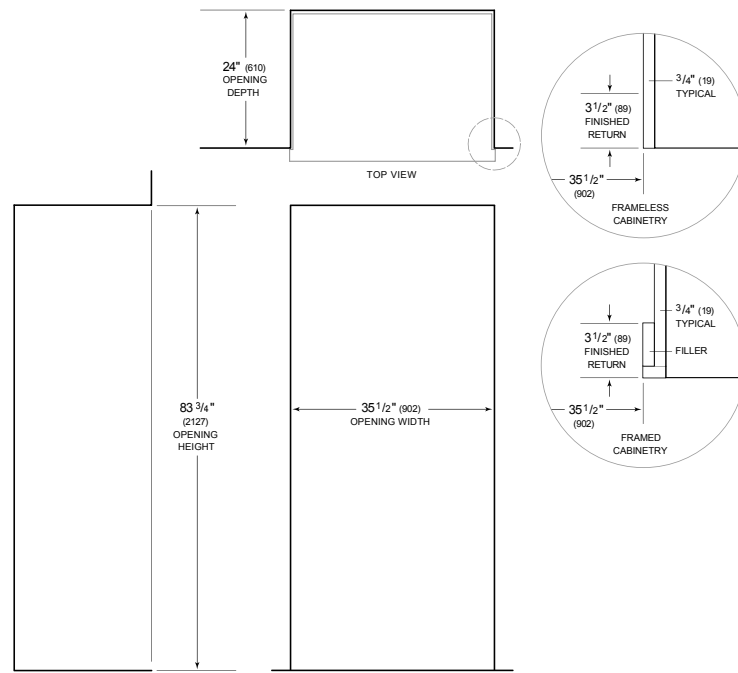 24" (610)
OPENING
DEPTH
TOP VIEW
3/4" (19)
TYPICAL
3 1/2" (89)
FINISHED
RETURN
35 1/2"
(902)
FRAMELESS
CABINETRY
83 3/4"
(2127)
OPENING
HEIGHT
35 1/2" (902)
OPENING WIDTH
3/4" (19)
TYPICAL
3 1/2" (89)
FINISHED
RETURN
FILLER
35 1/2"
(902)
FRAMED
CABINETRY